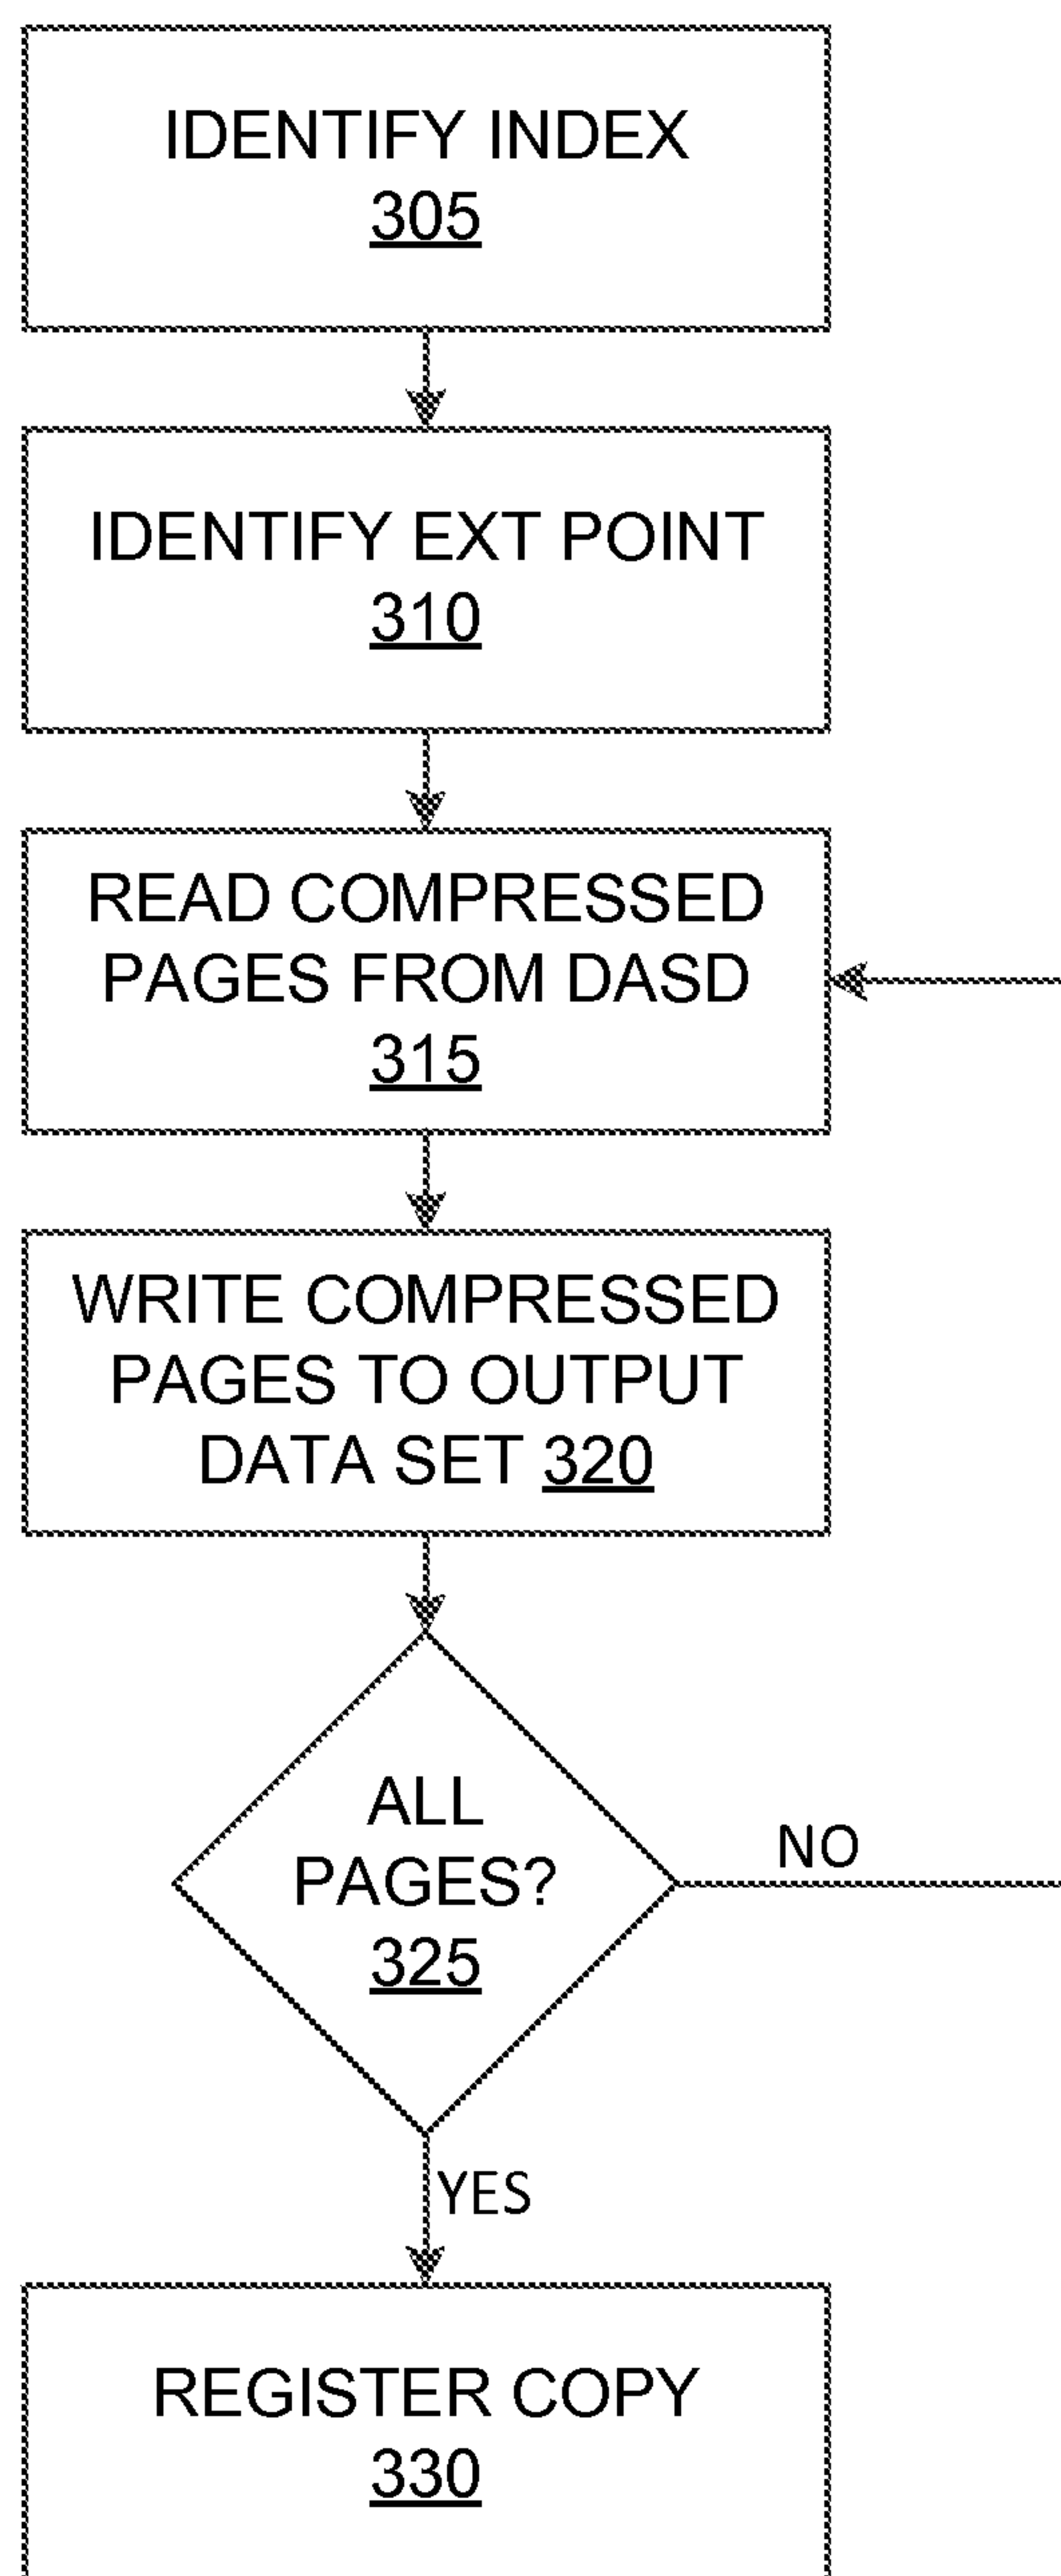 IDENTIFY INDEX
305
IDENTIFY EXT POINT
310
READ COMPRESSED
PAGES FROM DASD
315
WRITE COMPRESSED
PAGES TO OUTPUT
DATA SET 320
ALL
PAGES?
325
NO
YES
REGISTER COPY
330